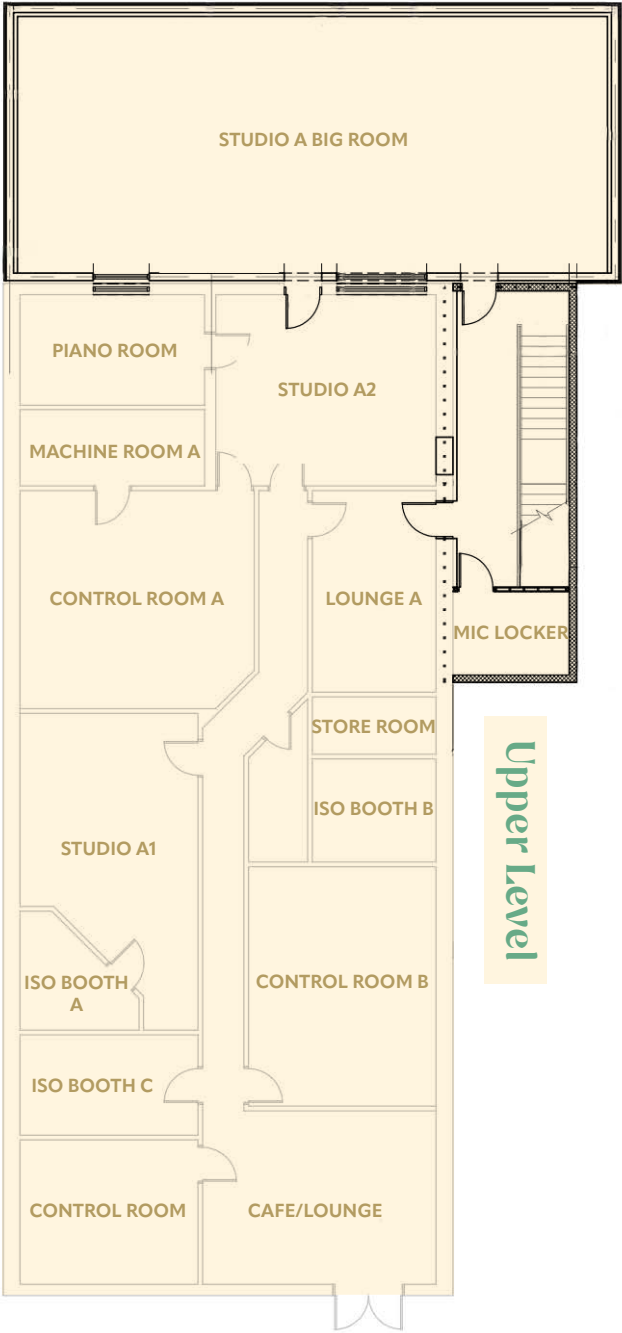 STUDIO A BIG ROOM
PIANO ROOM
STUDIO A2
MACHINE ROOM A
CONTROL ROOM A
LOUNGE A
MIC LOCKER
STORE ROOM
ISO BOOTH B
Upper Level
STUDIO A1
ISO BOOTH
A
CONTROL ROOM B
ISO BOOTH C
CONTROL ROOM
CAFE/LOUNGE